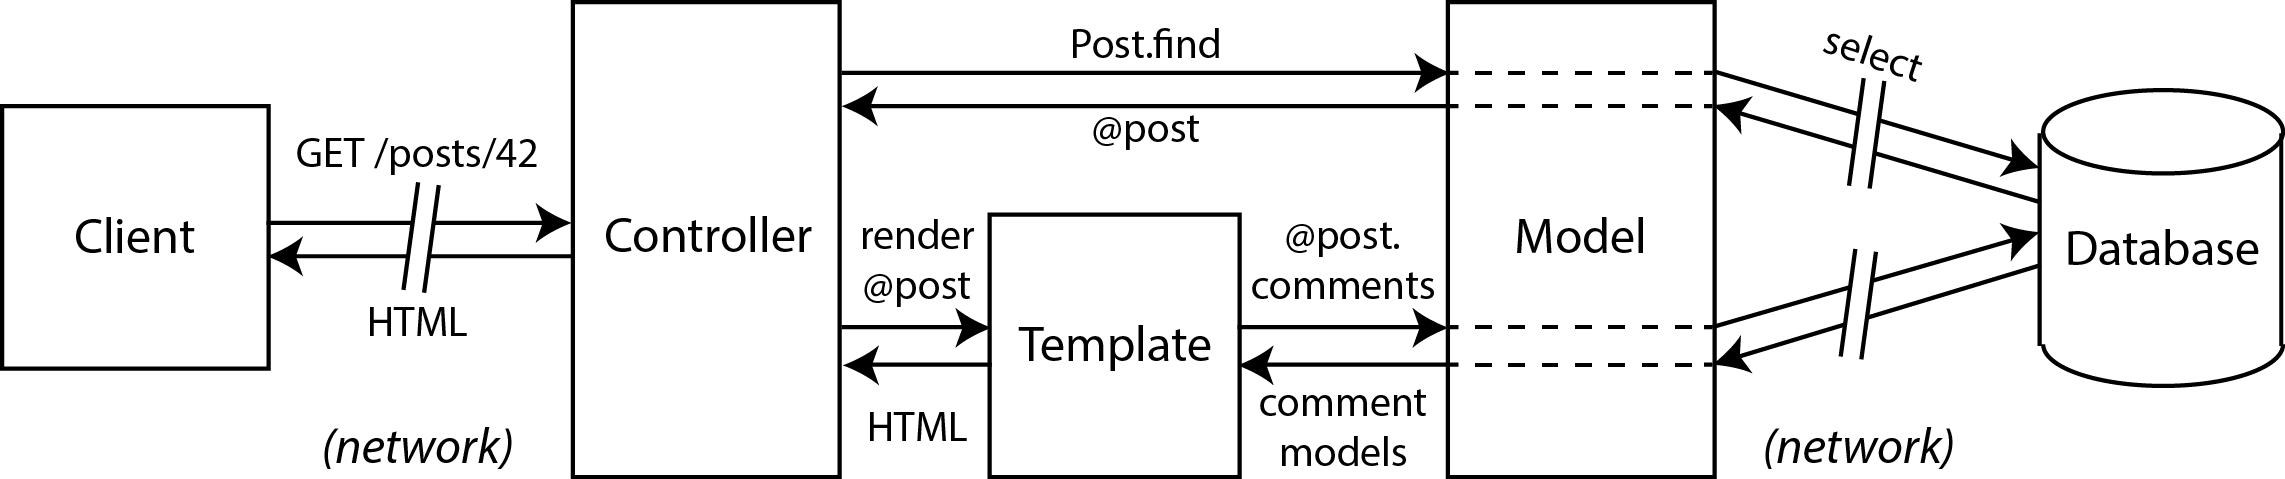 Client
GET /posts/42
HTML
(network)
Controller
Post.find
@post
render
@post
HTML
Template
@post.
comments
comment
models
Model
select
(network)
Database